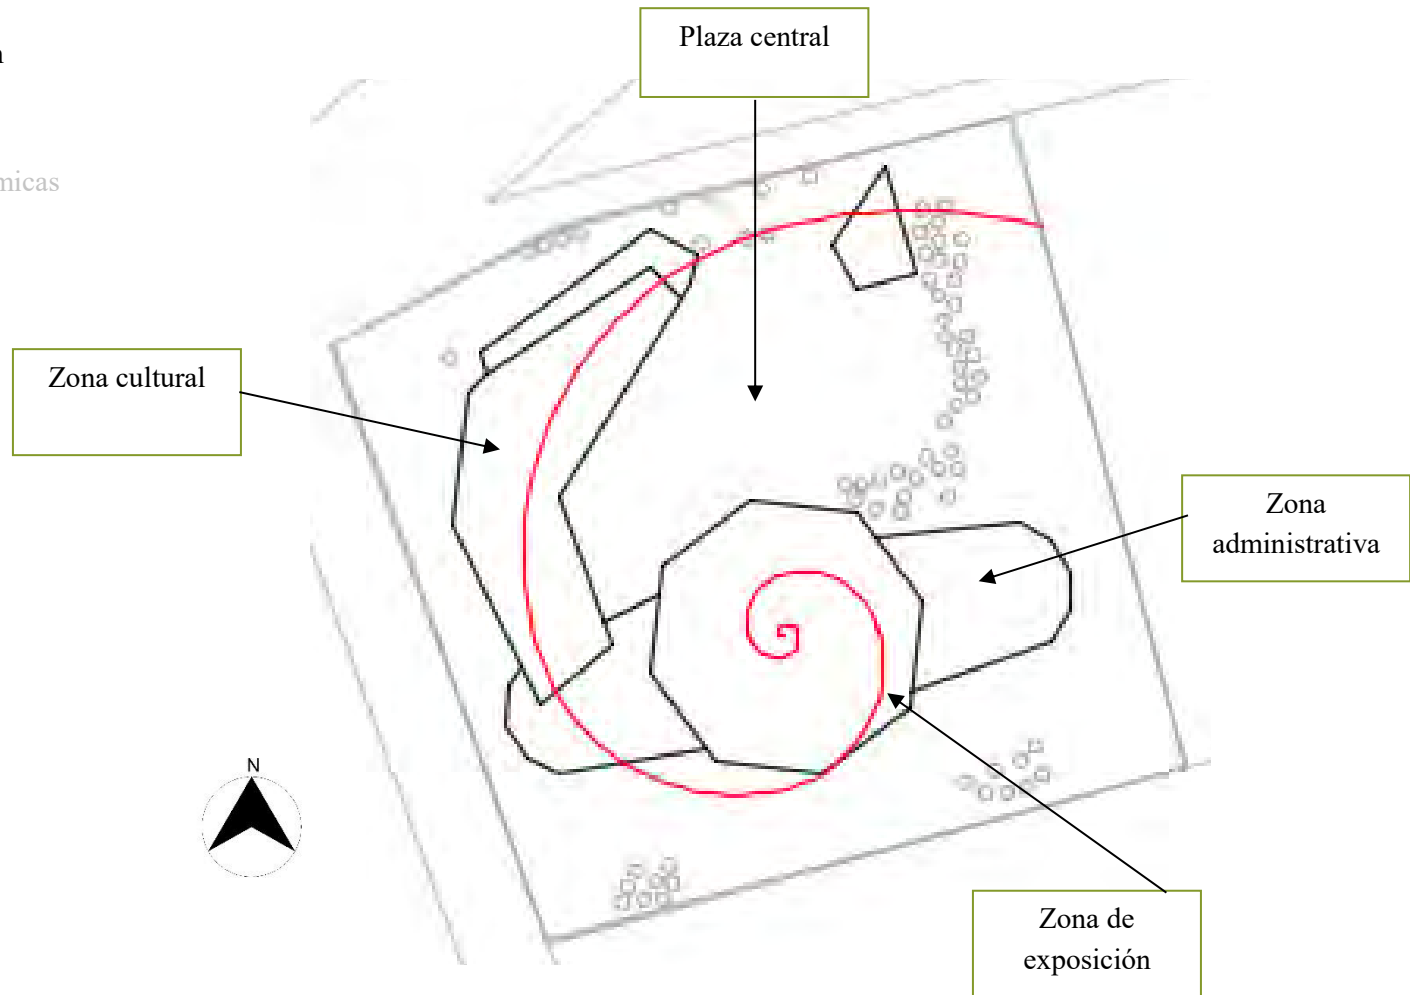 Plaza central
micas
Zona cultural
Zona
administrativa
N
Zona de
exposición